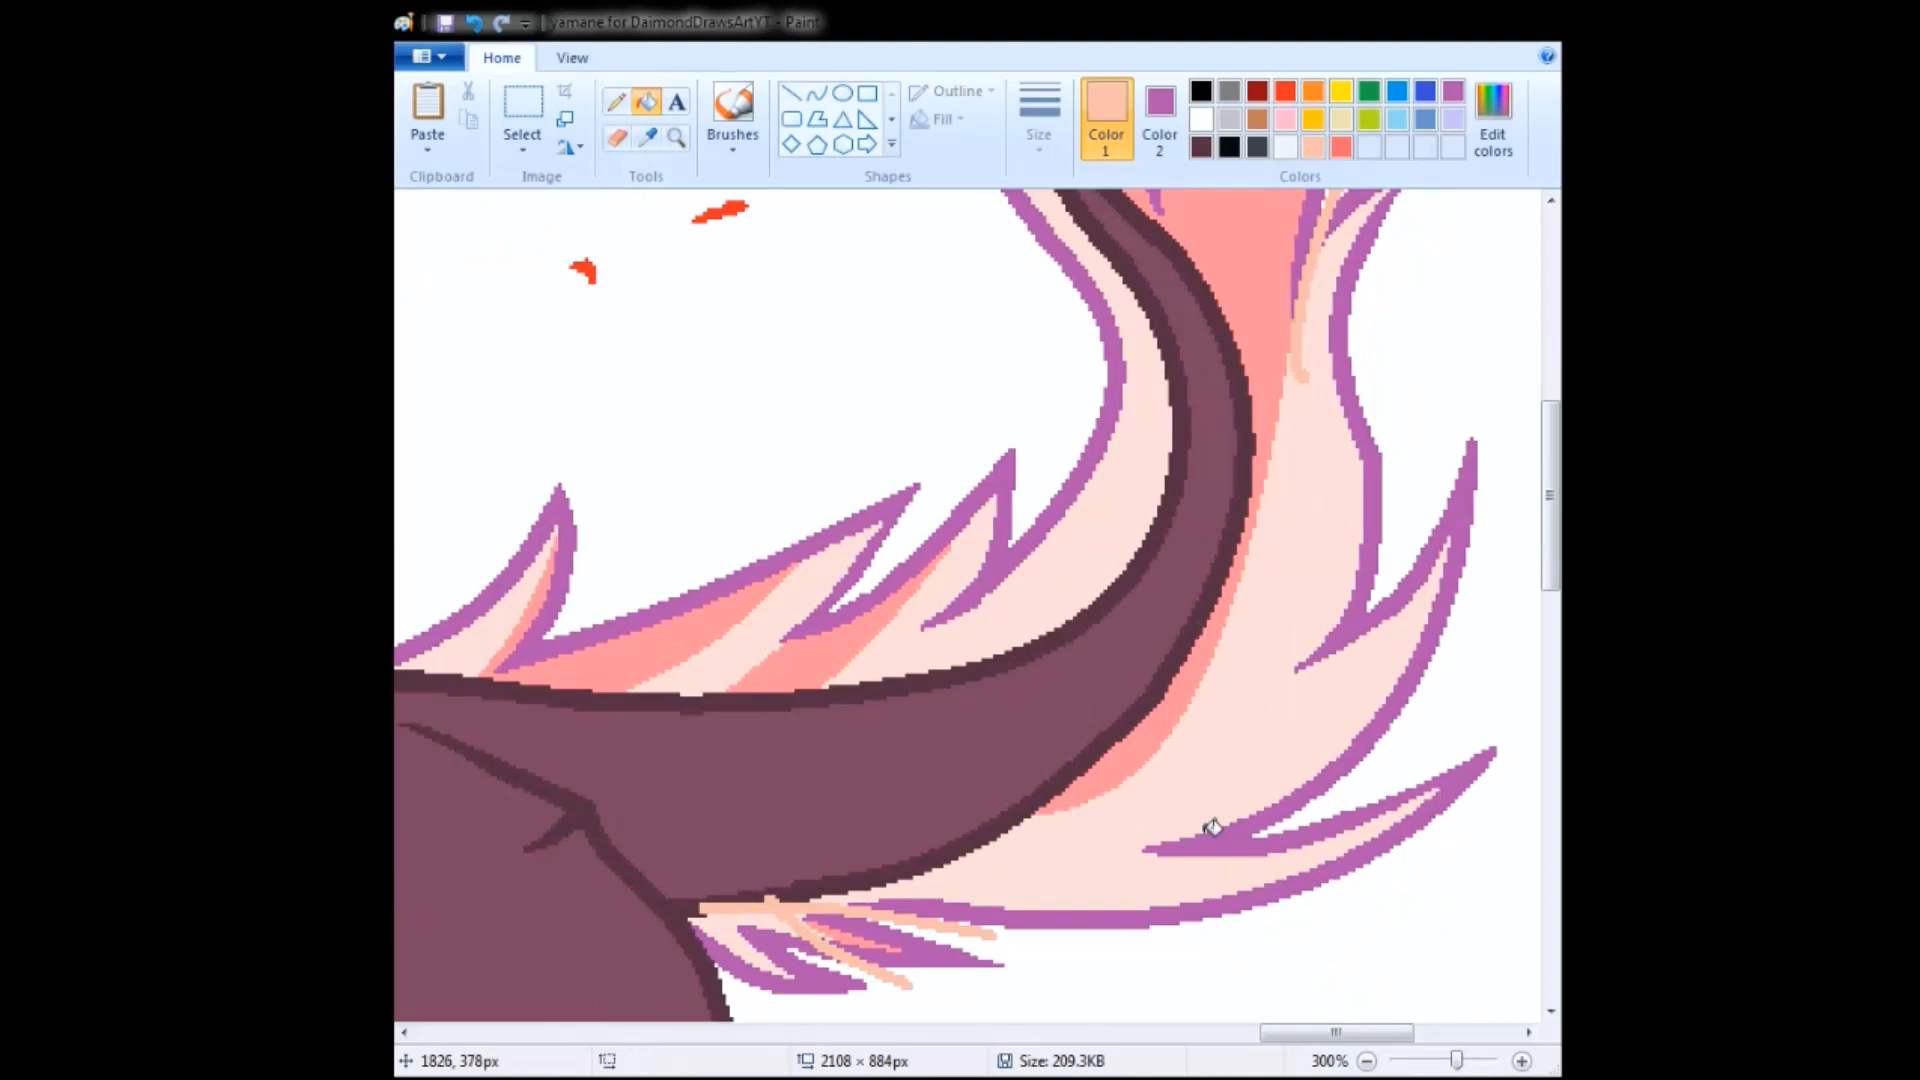 yamane for DaimondDrawsArtYT - Paint
Home View
Paste
Select
A
Brushes
Outline
Fill
Size
Color 1
Color 2
Edit colors
Clipboard Image Tools Shapes Colors
1826, 378px 2108 × 884px Size: 209.3KB 300%